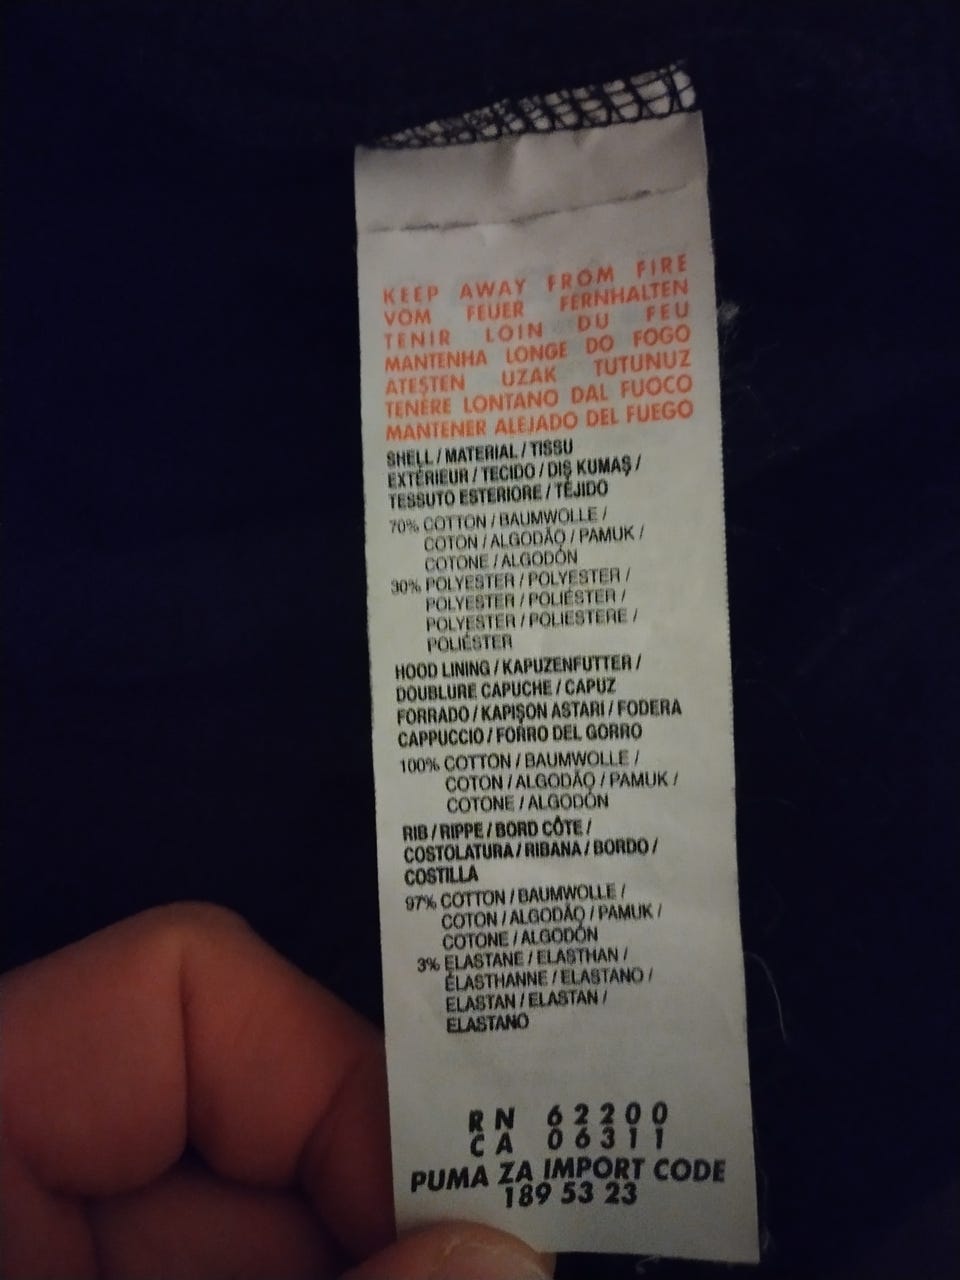 KEEP AWAY FROM FIRE
VOM FEUER FERNHALTEN
TENIR LOIN DU FEU
MANTENHA LONGE DO FOGO
ATEŞTEN UZAK TUTUNUZ
TENERE LONTANO DAL FUOCO
MANTENER ALEJADO DEL FUEGO
SHELL / MATERIAL / TISSU
EXTÉRIEUR / TECIDO / DIŞ KUMAŞ /
TESSUTO ESTERIORE / TEJIDO
70% COTTON / BAUMWOLLE /
COTON / ALGODÃO / PAMUK /
COTONE / ALGODÓN
30% POLYESTER / POLYESTER /
POLYESTER / POLIÉSTER /
POLYESTER / POLIESTERE /
POLIÉSTER
HOOD LINING / KAPUZENFUTTER /
DOUBLURE CAPUCHE / CAPUZ
FORRADO / KAPIŞON ASTARI / FODERA
CAPPUCCIO / FORRO DEL GORRO
100% COTTON / BAUMWOLLE /
COTON / ALGODÃO / PAMUK /
COTONE / ALGODÓN
RIB / RIPPE / BORD CÔTE /
COSTOLATURA / RIBANA / BORDO /
COSTILLA
97% COTTON / BAUMWOLLE /
COTON / ALGODÃO / PAMUK /
COTONE / ALGODÓN
3% ELASTANE / ELASTHAN /
ÉLASTHANNE / ELASTANO /
ELASTAN / ELASTAN /
ELASTANO
RN 62200
CA 06311
PUMA ZA IMPORT CODE
189 53 23